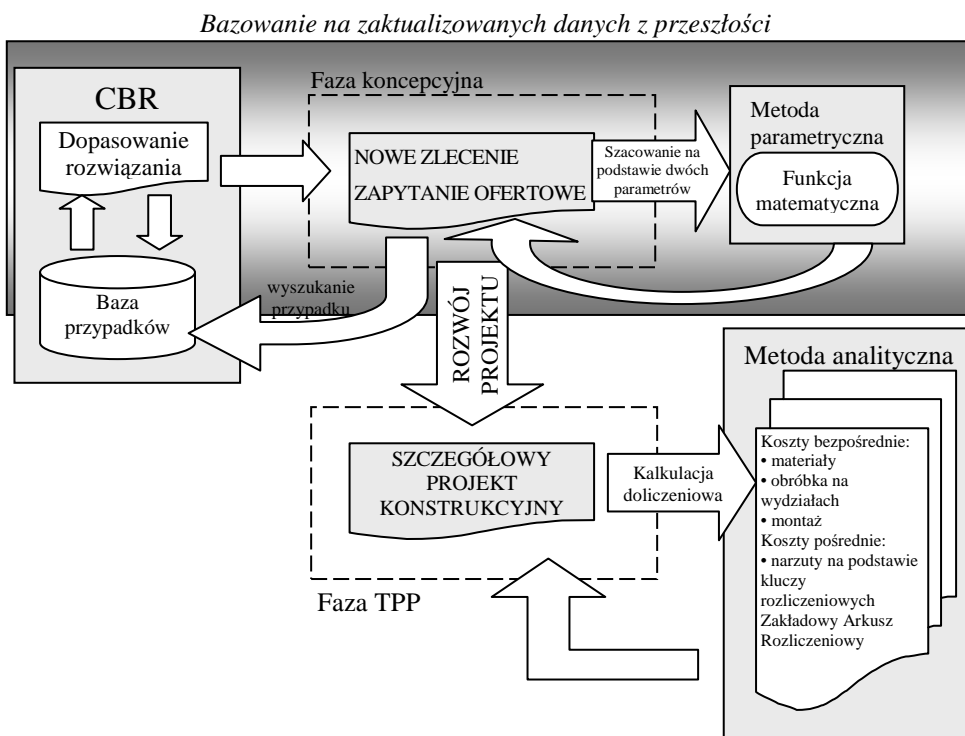 Bazowanie na zaktualizowanych danych z przeszłości
CBR
Dopasowanie
rozwiązania
Baza
przypadków
Faza koncepcyjna
NOWE ZLECENIE
ZAPYTANIE OFERTOWE
Szacowanie na
podstawie dwóch
parametrów
Metoda
parametryczna
Funkcja
matematyczna
wyszukanie
przypadku
ROZWÓJ
PROJEKTU
SZCZEGÓŁOWY
PROJEKT
KONSTRUKCYJNY
Faza TPP
Kalkulacja
doliczeniowa
Metoda analityczna
Koszty bezpośrednie:
• materiały
• obróbka na
wydziałach
• montaż
Koszty pośrednie:
• narzuty na podstawie
kluczy
rozliczeniowych
Zakładowy Arkusz
Rozliczeniowy